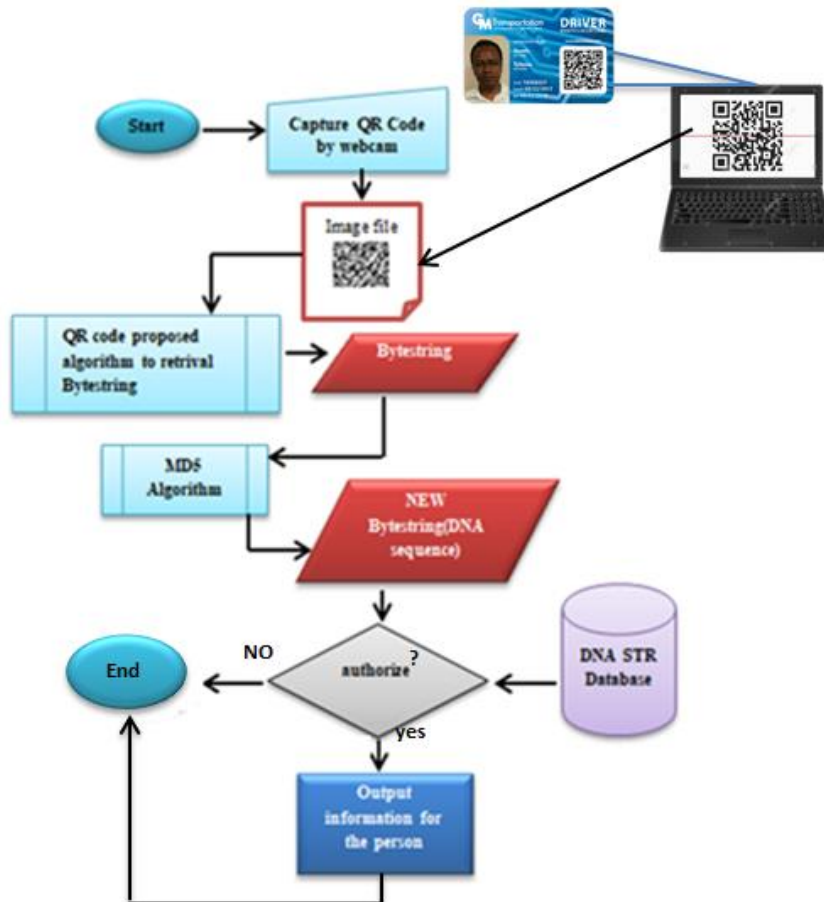 GM Transportation
DRIVER
Start
Capture QR Code
by webcam
Image file
QR code proposed
algorithm to retrival
Bytestring
Bytestring
MD5
Algorithm
NEW
Bytestring(DNA
sequence)
DNA STR
Database
authorize?
NO
End
yes
Output
information for
the person